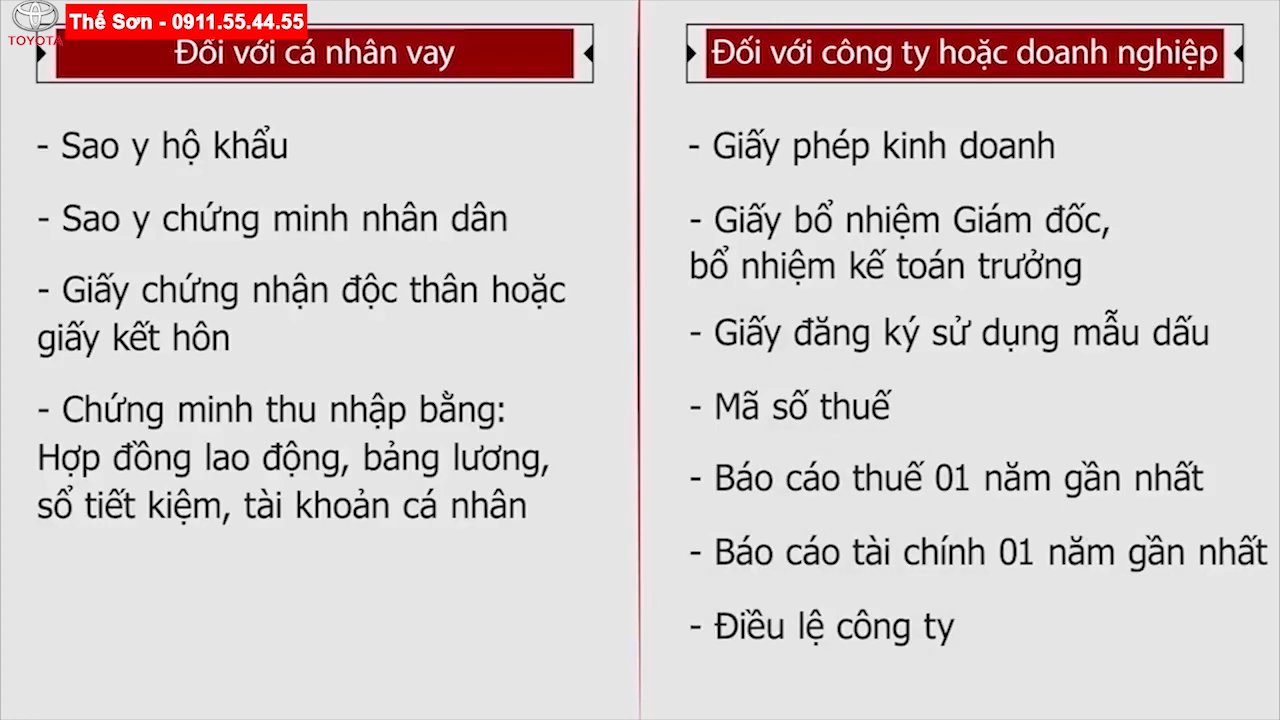 Thế Sơn - 0911.55.44.55
TOYOTA
Đối với cá nhân vay
- Sao y hộ khẩu
- Sao y chứng minh nhân dân
- Giấy chứng nhận độc thân hoặc
giấy kết hôn
- Chứng minh thu nhập bằng:
Hợp đồng lao động, bảng lương,
sổ tiết kiệm, tài khoản cá nhân
Đối với công ty hoặc doanh nghiệp
- Giấy phép kinh doanh
- Giấy bổ nhiệm Giám đốc,
bổ nhiệm kế toán trưởng
- Giấy đăng ký sử dụng mẫu dấu
- Mã số thuế
- Báo cáo thuế 01 năm gần nhất
- Báo cáo tài chính 01 năm gần nhất
- Điều lệ công ty